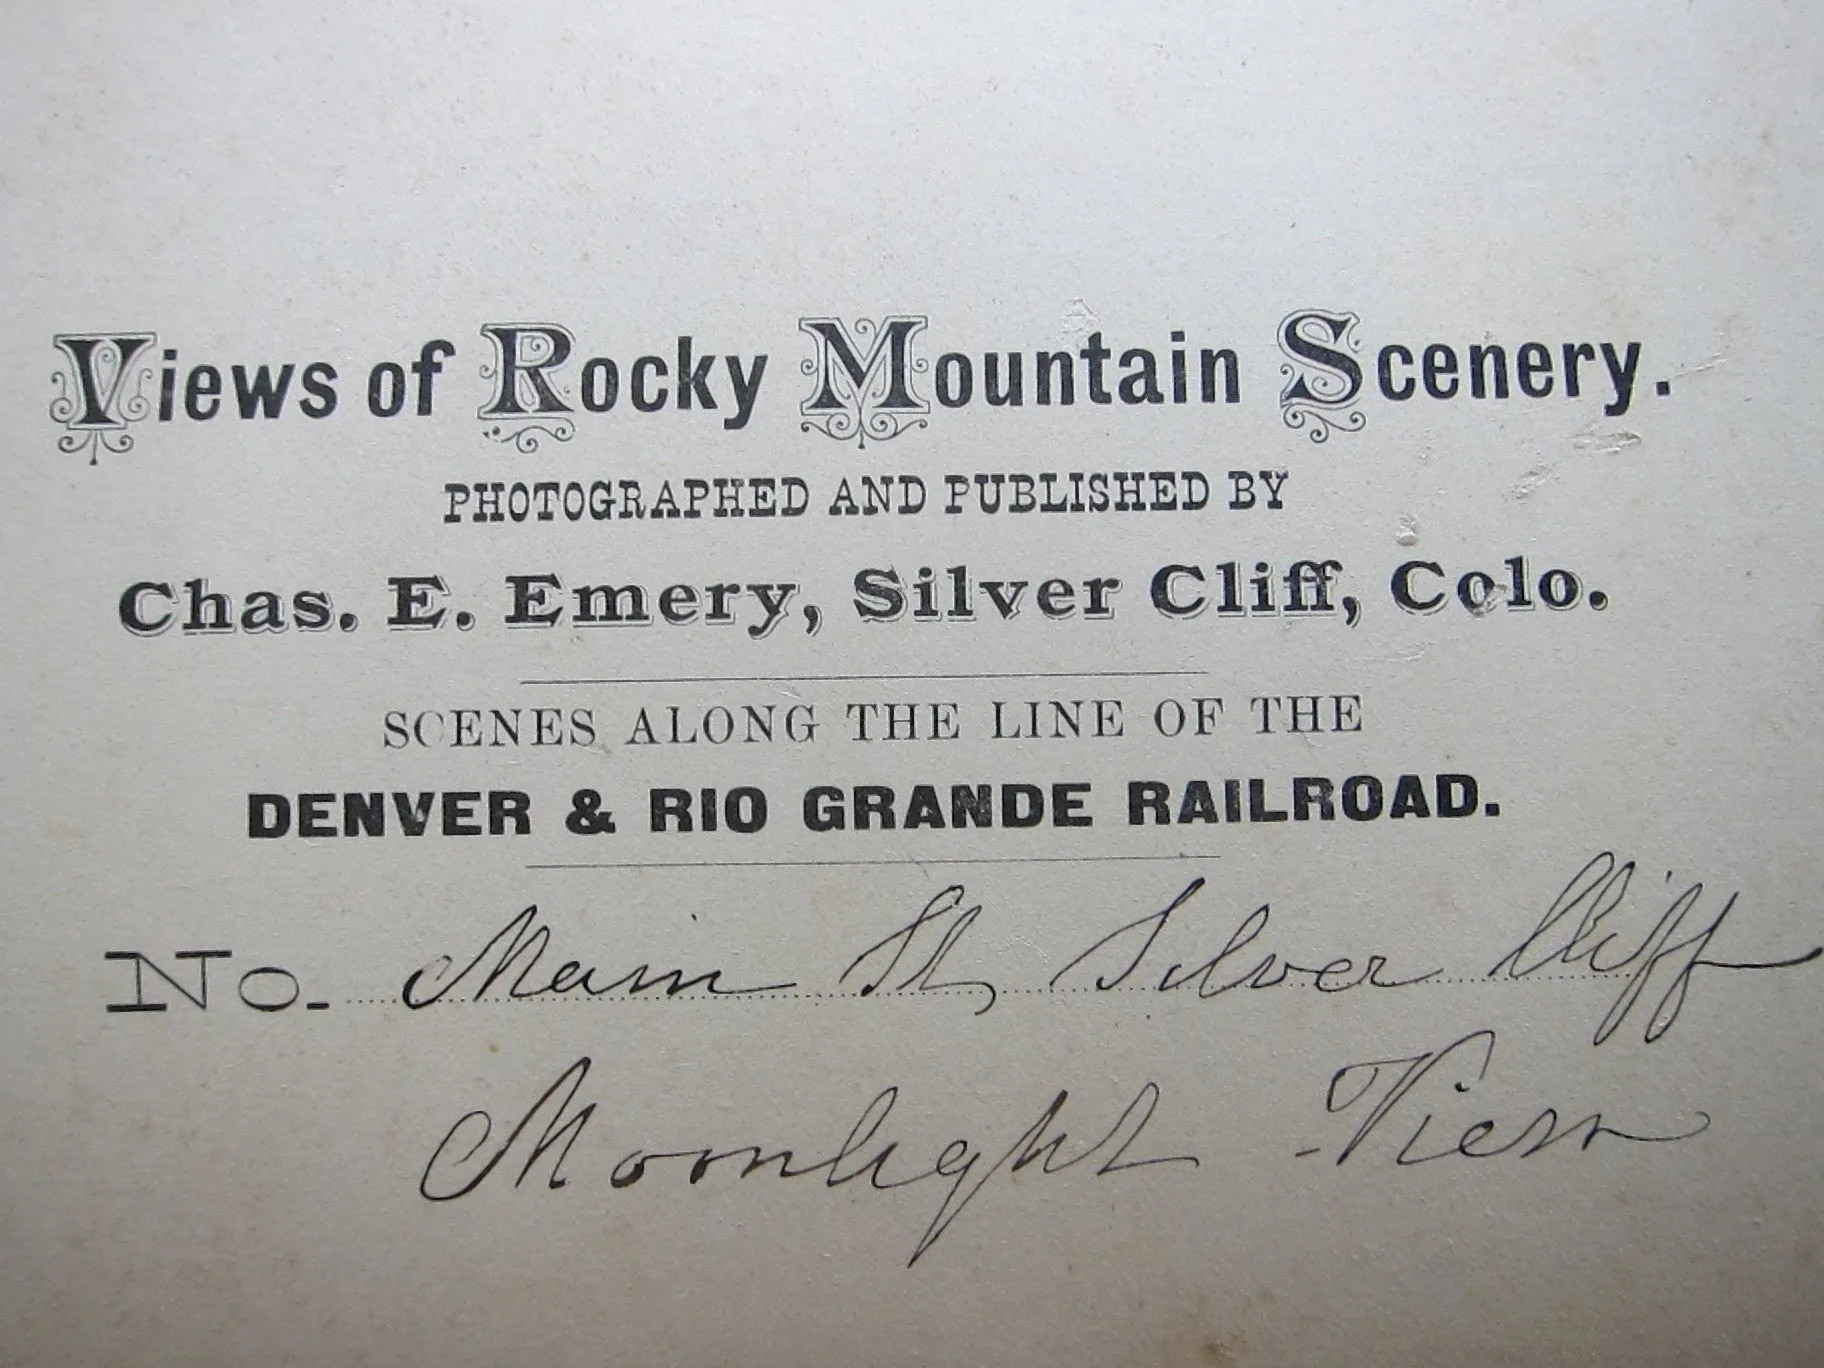 Views of Rocky Mountain Scenery.
PHOTOGRAPHED AND PUBLISHED BY
Chas. E. Emery, Silver Cliff, Colo.
SCENES ALONG THE LINE OF THE
DENVER & RIO GRANDE RAILROAD.
No. Main St, Silver Cliff
Moonlight View